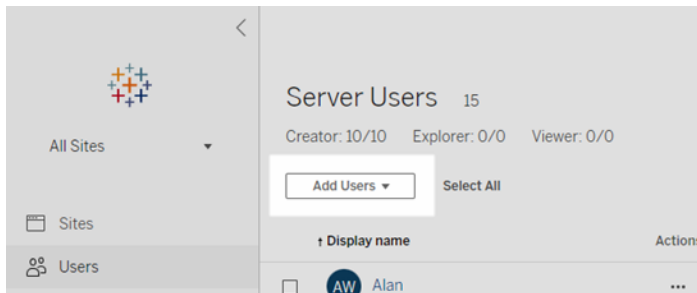 All Sites
Sites
Users
Server Users 15
Creator: 10/10 Explorer: 0/0 Viewer: 0/0
Add Users Select All
↑ Display name Actions
AW Alan